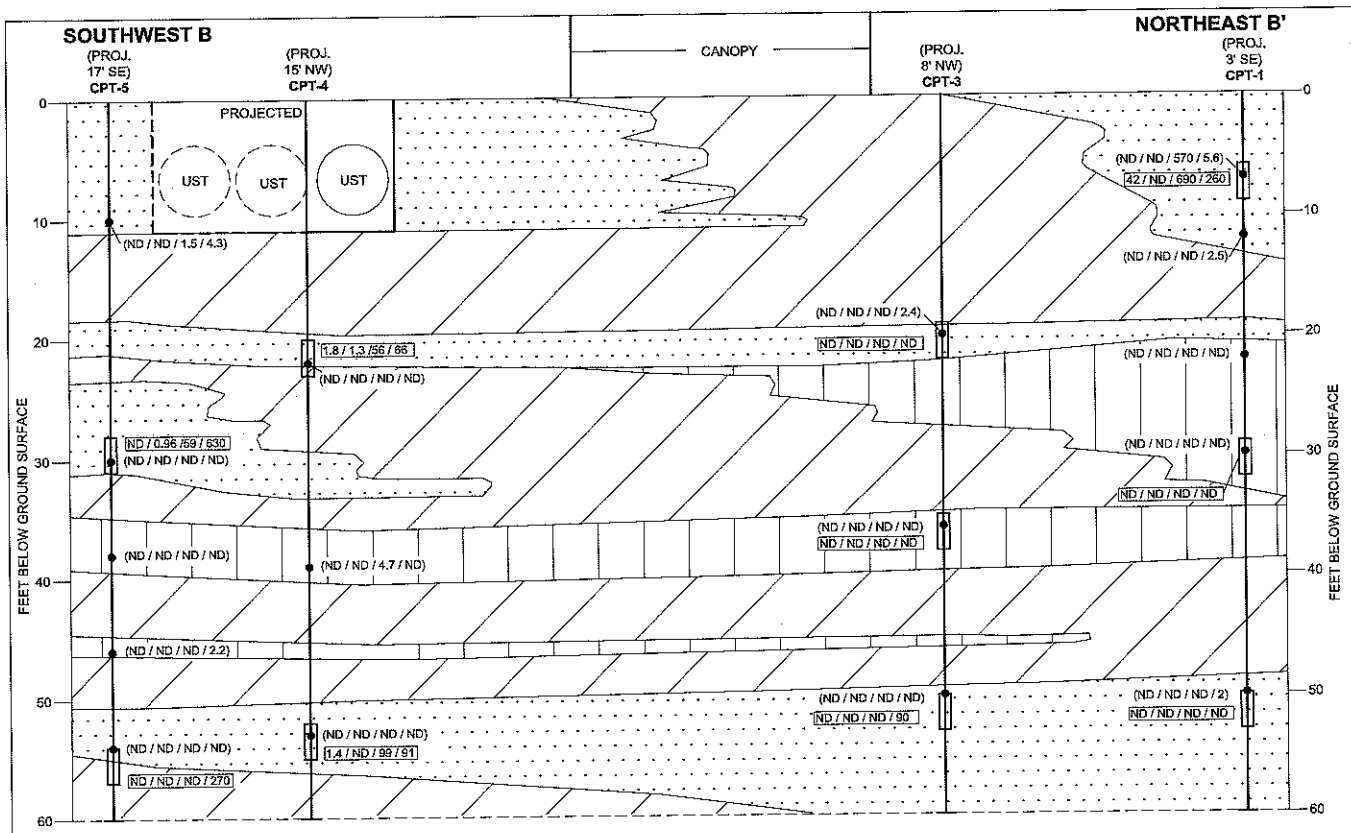 SOUTHWEST B
NORTHEAST B'
(PROJ.
17' SE)
CPT-5
(PROJ.
15' NW)
CPT-4
CANOPY
(PROJ.
8' NW)
CPT-3
(PROJ.
3' SE)
CPT-1
0
10
20
30
40
50
60
FEET BELOW GROUND SURFACE
PROJECTED
UST
UST
UST
(ND / ND / 1.5 / 4.3)
1.8 / 1.3 /56 / 66
(ND / ND / ND / ND)
ND / 0.96 /59 / 630
(ND / ND / ND / ND)
(ND / ND / ND / ND)
(ND / ND / 4.7 / ND)
(ND / ND / ND / 2.2)
(ND / ND / ND / ND)
ND / ND / ND / 270
(ND / ND / ND / ND)
1.4 / ND / 99 / 91
(ND / ND / ND / 2.4)
ND / ND / ND / ND
(ND / ND / ND / ND)
ND / ND / ND / ND
(ND / ND / ND / ND)
ND / ND / ND / 90
(ND / ND / 570 / 5.6)
42 / ND / 690 / 260
(ND / ND / ND / 2.5)
(ND / ND / ND / ND)
(ND / ND / ND / ND)
ND / ND / ND / ND
(ND / ND / ND / 2)
ND / ND / ND / ND
0
10
20
30
40
50
60
FEET BELOW GROUND SURFACE